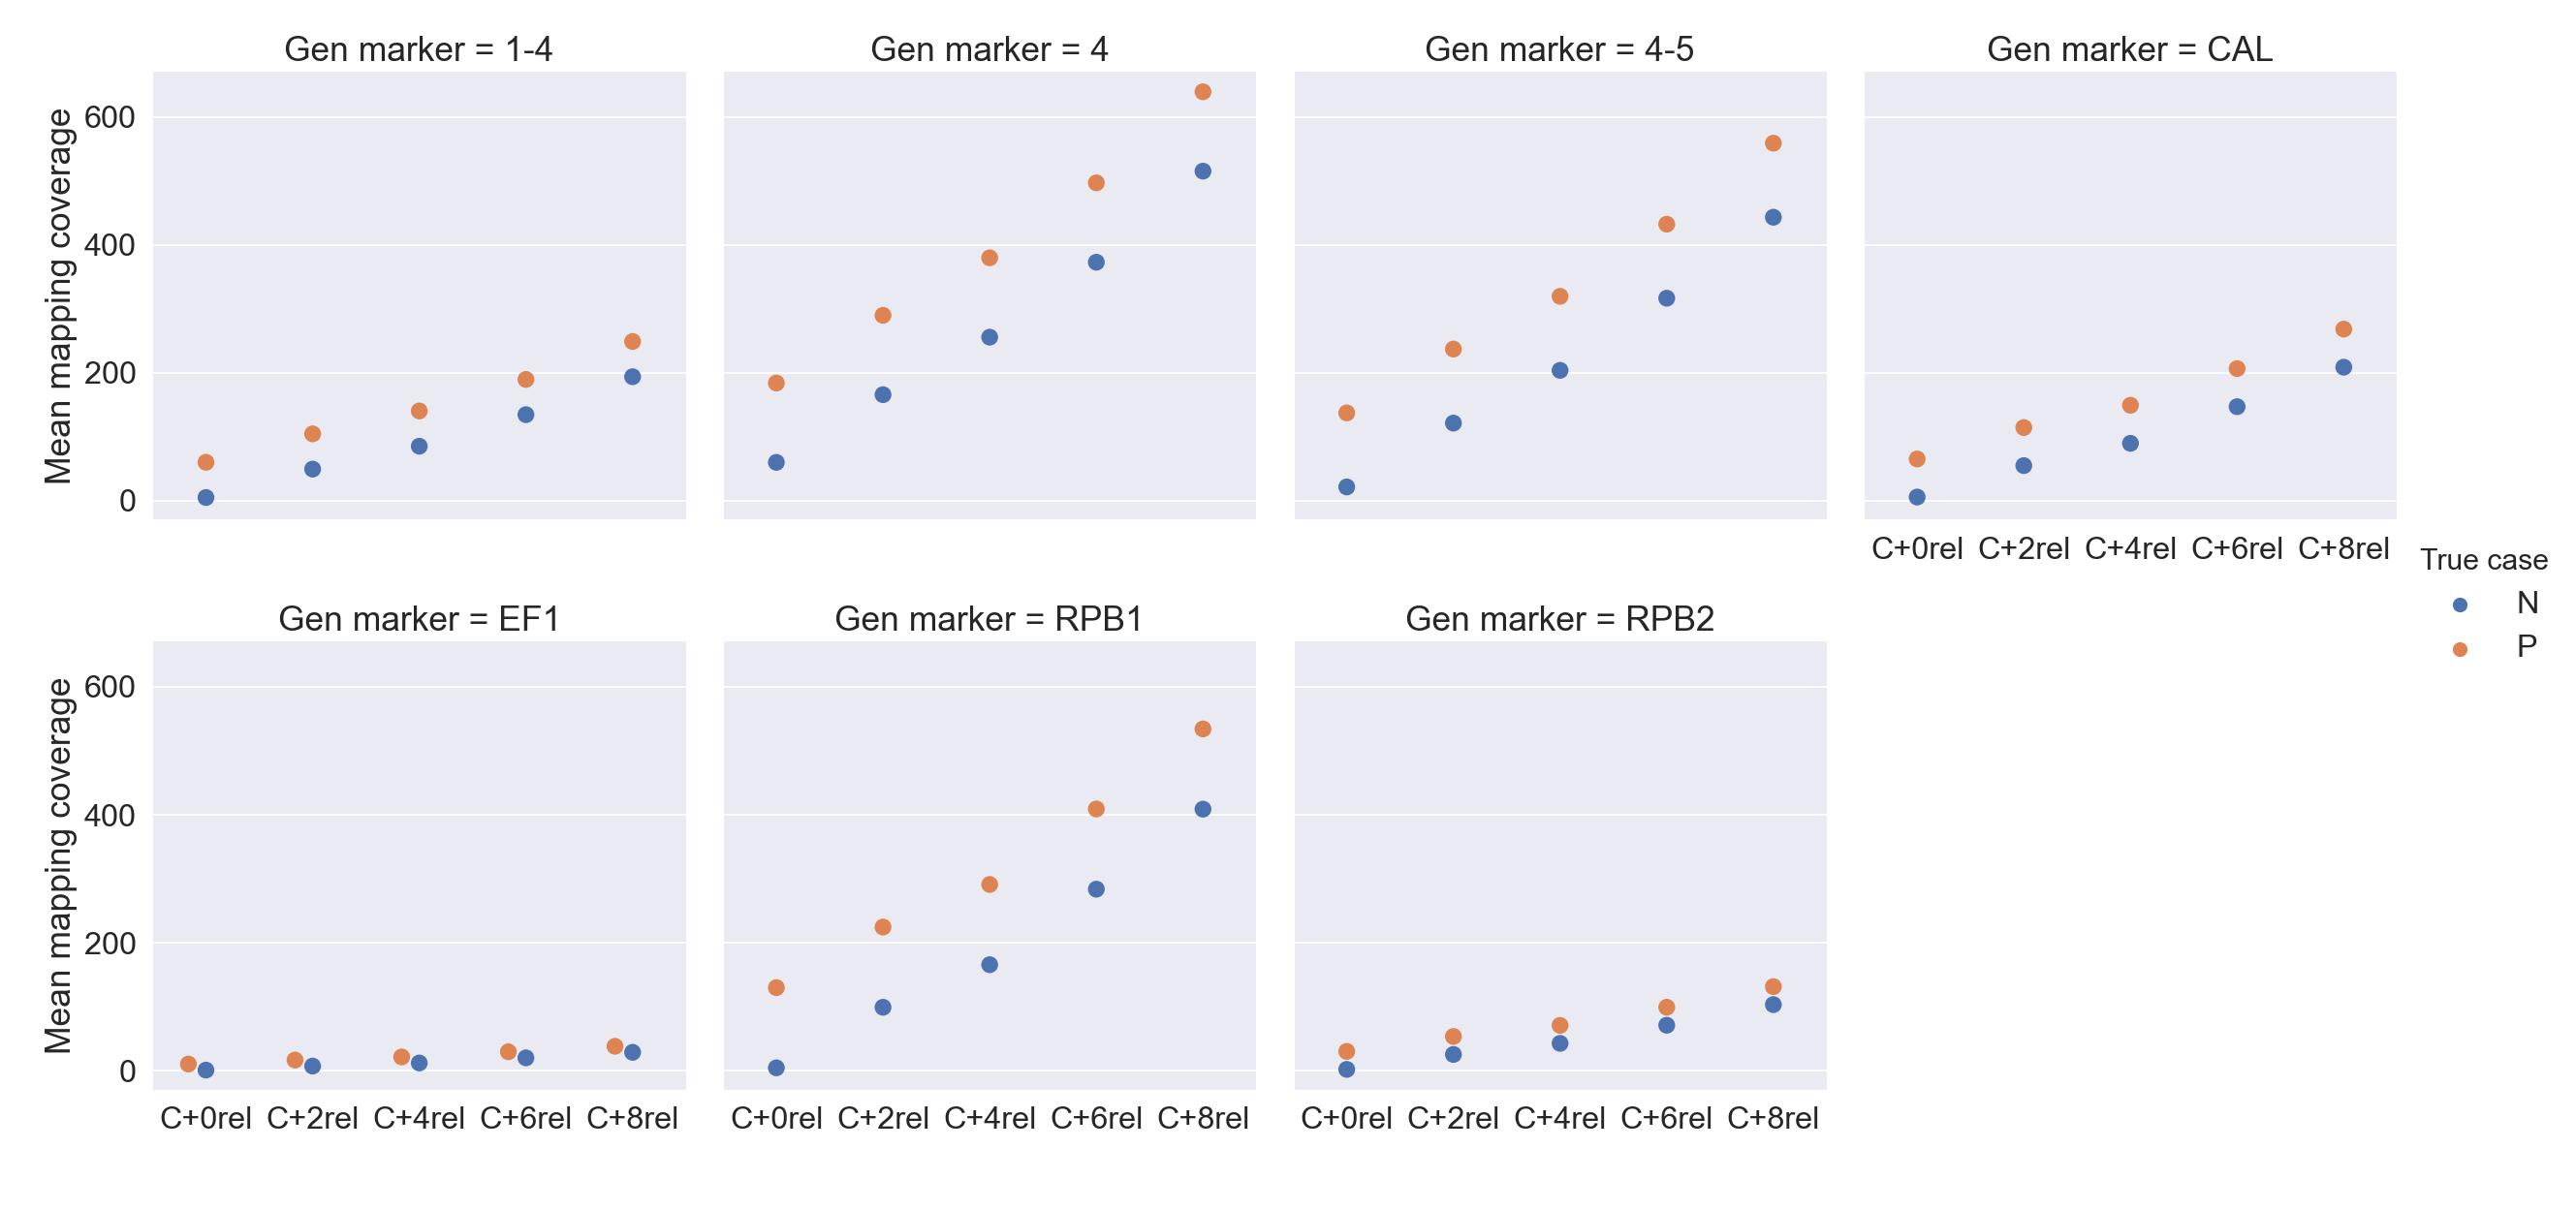 Gen marker = 1-4
Gen marker = 4
Gen marker = 4-5
Gen marker = CAL
Mean mapping coverage
600
400
200
0
C+0rel C+2rel C+4rel C+6rel C+8rel
True case
N
P
Gen marker = EF1
Gen marker = RPB1
Gen marker = RPB2
Mean mapping coverage
600
400
200
0
C+0rel C+2rel C+4rel C+6rel C+8rel
C+0rel C+2rel C+4rel C+6rel C+8rel
C+0rel C+2rel C+4rel C+6rel C+8rel